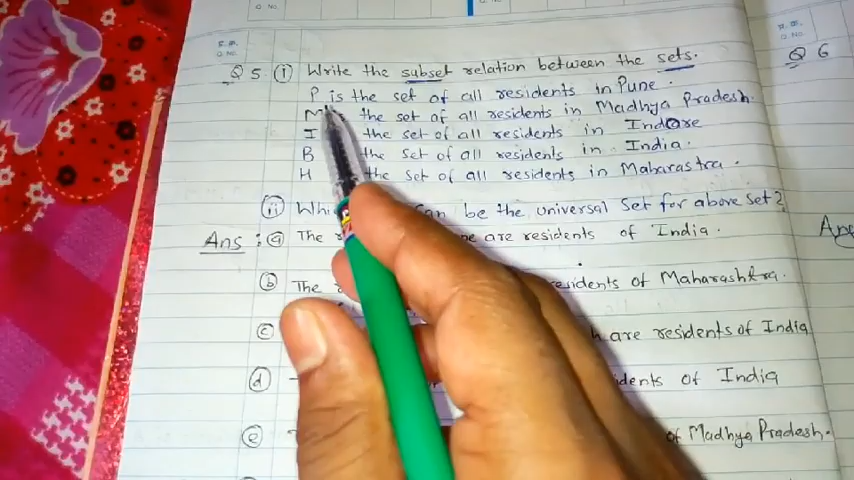 Q 5 (i) Write the subset relation between the sets.
P is the set of all residents in Pune.
the set of all residents in Madhya Pradesh.
I the set of all residents in Indore
B the set of all residents in India.
H the set of all residents in Maharastra.
(ii) can be the universal Set for above set?
Ans : (a) The are residents of India.
(b) The residents of Maharashtra.
(c) are residents of India
(d) residents of India
(e) of Madhya Pradesh.
Q 6